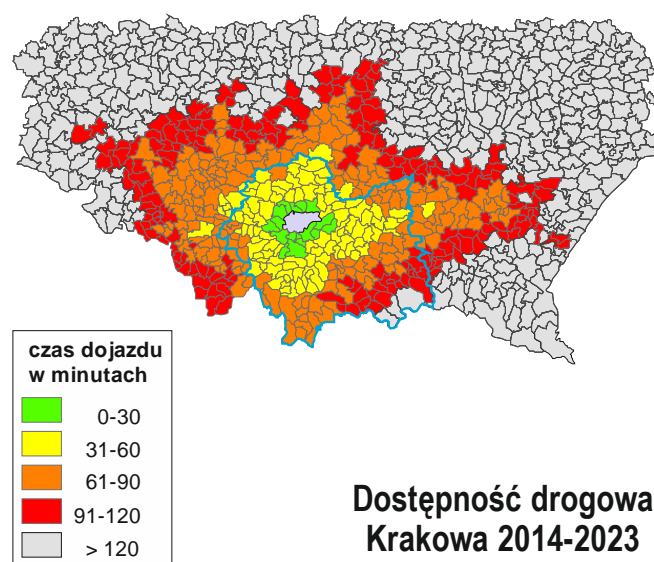 czas dojazdu
w minutach
0-30
31-60
61-90
91-120
> 120
Dostępność drogowa
Krakowa 2014-2023